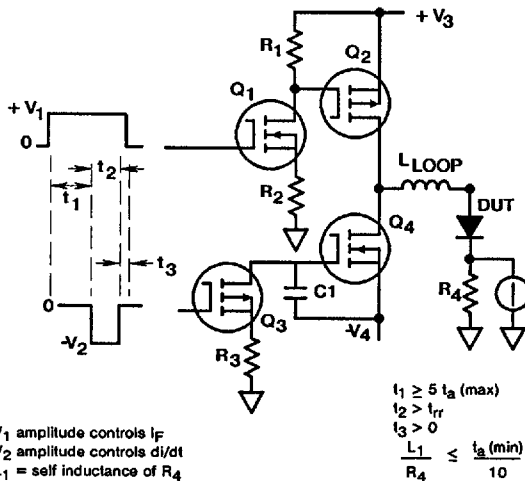 + V3
R1
Q2
Q1
+ V1
0
t2
L LOOP
R2
DUT
t1
Q4
t3
R4
0
C1
Q3
-V2
-V4
R3
t1 ≥ 5 ta (max)
t2 > trr
t3 > 0
L1
R4
≤
ta (min)
10
V1 amplitude controls IF
V2 amplitude controls di/dt
1 = self inductance of R4